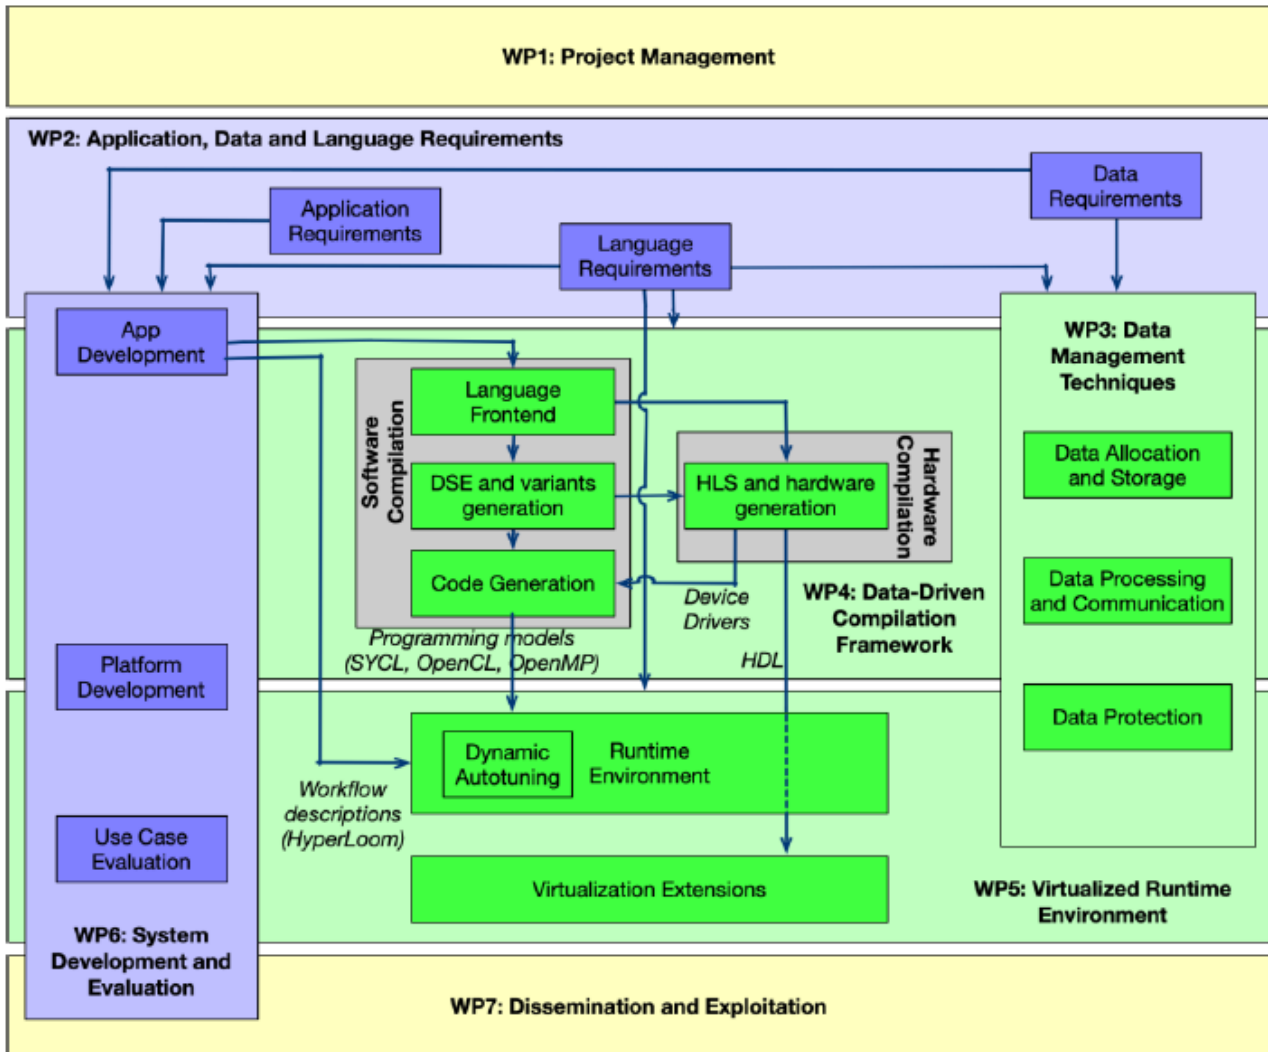 WP1: Project Management
WP2: Application, Data and Language Requirements
Data
Requirements
Application
Requirements
Language
Requirements
App
Development
WP3: Data
Management
Techniques
Language
Frontend
Software
Compilation
Hardware
Compilation
Data Allocation
and Storage
DSE and variants
generation
HLS and hardware
generation
Code Generation
Device
Drivers
WP4: Data-Driven
Compilation
Framework
Data Processing
and Communication
Programming models
(SYCL, OpenCL, OpenMP)
HDL
Platform
Development
Data Protection
Dynamic
Autotuning
Runtime
Environment
Workflow
descriptions
(HyperLoom)
Use Case
Evaluation
Virtualization Extensions
WP5: Virtualized Runtime
Environment
WP6: System
Development and
Evaluation
WP7: Dissemination and Exploitation